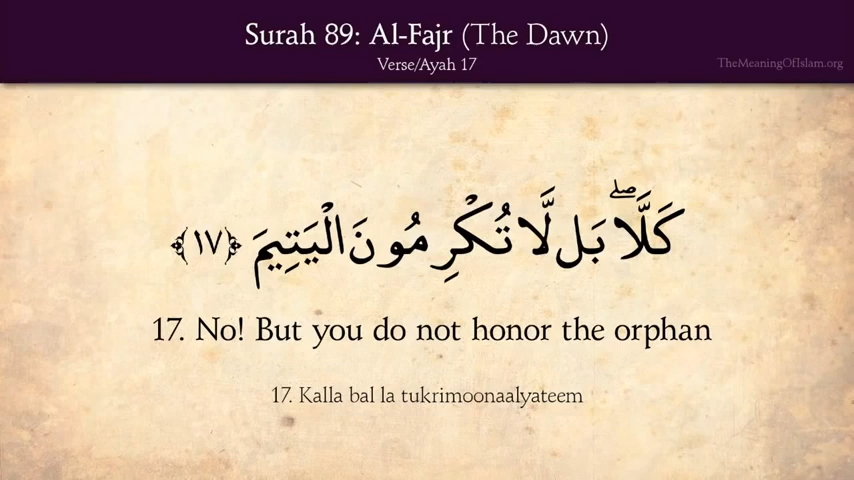 Surah 89: Al-Fajr (The Dawn)
Verse/Ayah 17
TheMeaningOfIslam.org
كَلَّا ۖ بَل لَّا تُكْرِمُونَ الْيَتِيمَ ﴿١٧﴾
17. No! But you do not honor the orphan
17. Kalla bal la tukrimoonaalyateem